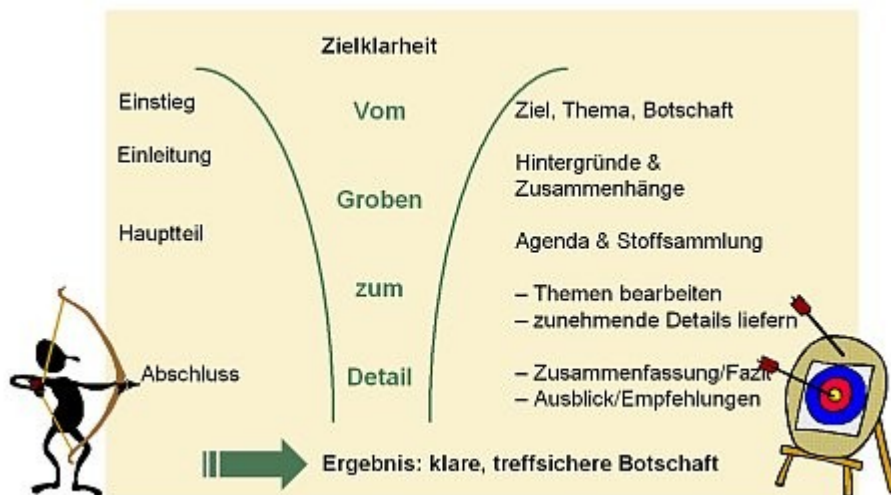 Zielklarheit
Einstieg
Vom
Ziel, Thema, Botschaft
Einleitung
Hintergründe &
Zusammenhänge
Groben
Hauptteil
Agenda & Stoffsammlung
zum
– Themen bearbeiten
– zunehmende Details liefern
Abschluss
Detail
– Zusammenfassung/Fazit
– Ausblick/Empfehlungen
Ergebnis: klare, treffsichere Botschaft